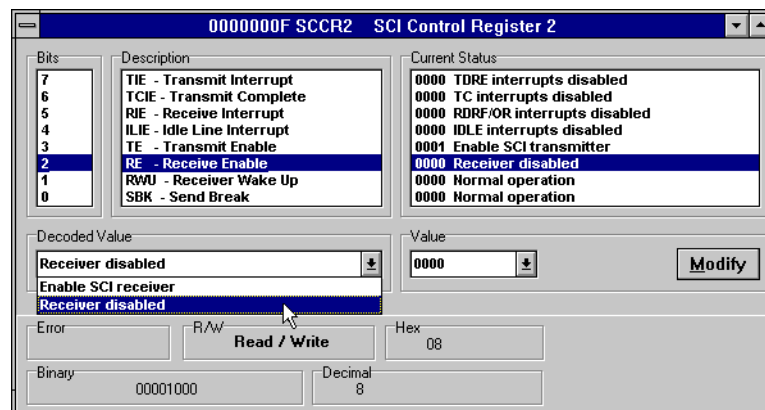 0000000F SCCR2 SCI Control Register 2
Bits Description Current Status
7 TIE - Transmit Interrupt 0000 TDRE interrupts disabled
6 TCIE - Transmit Complete 0000 TC interrupts disabled
5 RIE - Receive Interrupt 0000 RDRF/OR interrupts disabled
4 ILIE - Idle Line Interrupt 0000 IDLE interrupts disabled
3 TE - Transmit Enable 0001 Enable SCI transmitter
2 RE - Receive Enable 0000 Receiver disabled
1 RWU - Receiver Wake Up 0000 Normal operation
0 SBK - Send Break 0000 Normal operation
Decoded Value Value
Receiver disabled 0000 Modify
Enable SCI receiver
Receiver disabled
Error R/W Hex
Read / Write 08
Binary Decimal
00001000 8